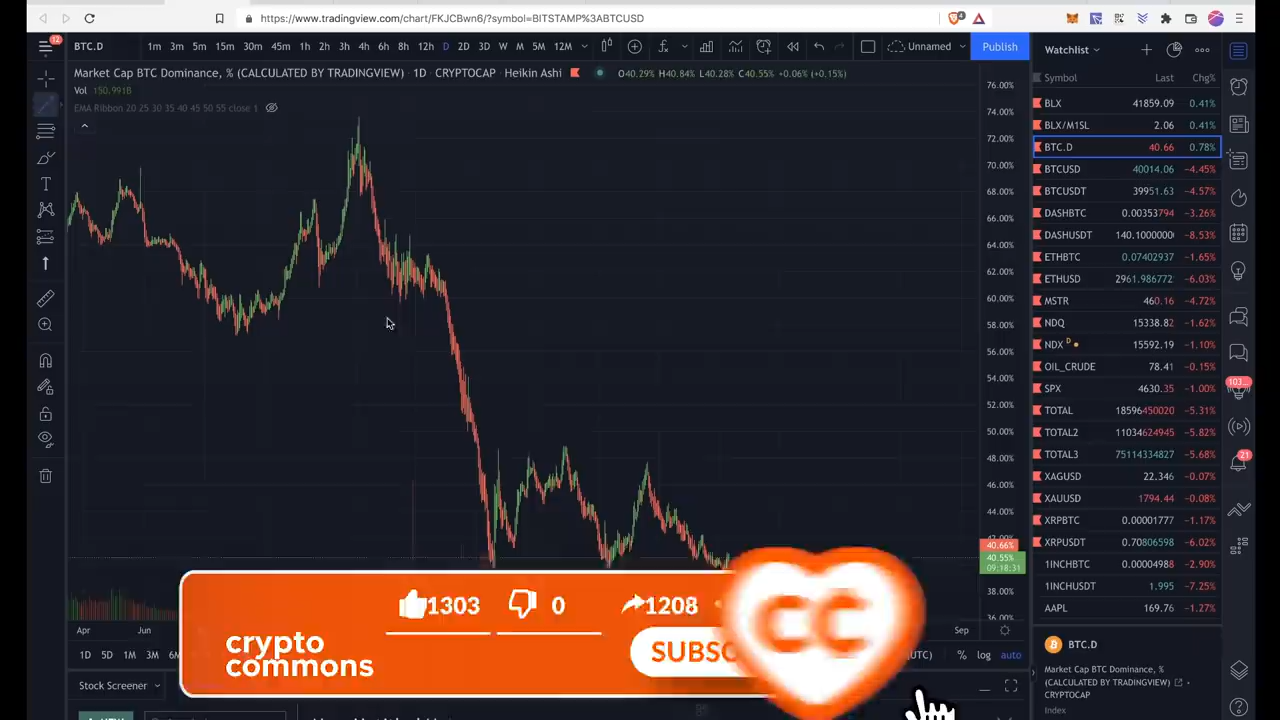 https://www.tradingview.com/chart/FKJCBwn6/?symbol=BITSTAMP%3ABTCUSD
BTC.D 1m 3m 5m 15m 30m 45m 1h 2h 3h 4h 6h 8h 12h D 2D 3D W M 5M 12M Unnamed Publish
Watchlist
Market Cap BTC Dominance, % (CALCULATED BY TRADINGVIEW) 1D CRYPTOCAP Heikin Ashi O40.29% H40.84% L40.28% C40.55% +0.06% (+0.15%)
Vol 150.991B
EMA Ribbon 20 25 30 35 40 45 50 55 close 1
76.00%
72.00%
70.00%
68.00%
66.00%
64.00%
62.00%
60.00%
58.00%
56.00%
54.00%
52.00%
50.00%
48.00%
46.00%
44.00%
40.66%
40.55%
09:18:31
38.00%
Symbol Last Chg%
BLX 41859.09 0.41%
BLX/M1SL 2.06 0.41%
BTC.D 40.66 0.78%
BTCUSD 40014.06 −4.45%
BTCUSDT 39951.63 −4.57%
DASHBTC 0.00353794 −3.26%
DASHUSDT 140.1000000 −8.53%
ETHBTC 0.07402937 −1.65%
ETHUSD 2961.986772 −6.03%
MSTR 460.16 −4.72%
NDQ 15338.82 −1.62%
NDX D 15592.19 −1.10%
OIL_CRUDE 78.41 −0.15%
SPX 4630.35 −1.00%
TOTAL 18596450020 −5.31%
TOTAL2 11034624945 −5.82%
TOTAL3 75114334827 −5.68%
XAGUSD 22.346 −0.07%
XAUUSD 1794.44 −0.08%
XRPBTC 0.00001777 −1.17%
XRPUSDT 0.70806598 −6.02%
1INCHBTC 0.00004988 −2.90%
1INCHUSDT 1.995 −7.25%
AAPL 169.76 −1.27%
Apr Jun Sep
1D 5D 1M 3M 6M (UTC) % log auto
Stock Screener
BTC.D
Market Cap BTC Dominance, %
(CALCULATED BY TRADINGVIEW)
CRYPTOCAP
Index
12
4
103...
21
1303 0 1208
crypto
commons
SUBSC
CC